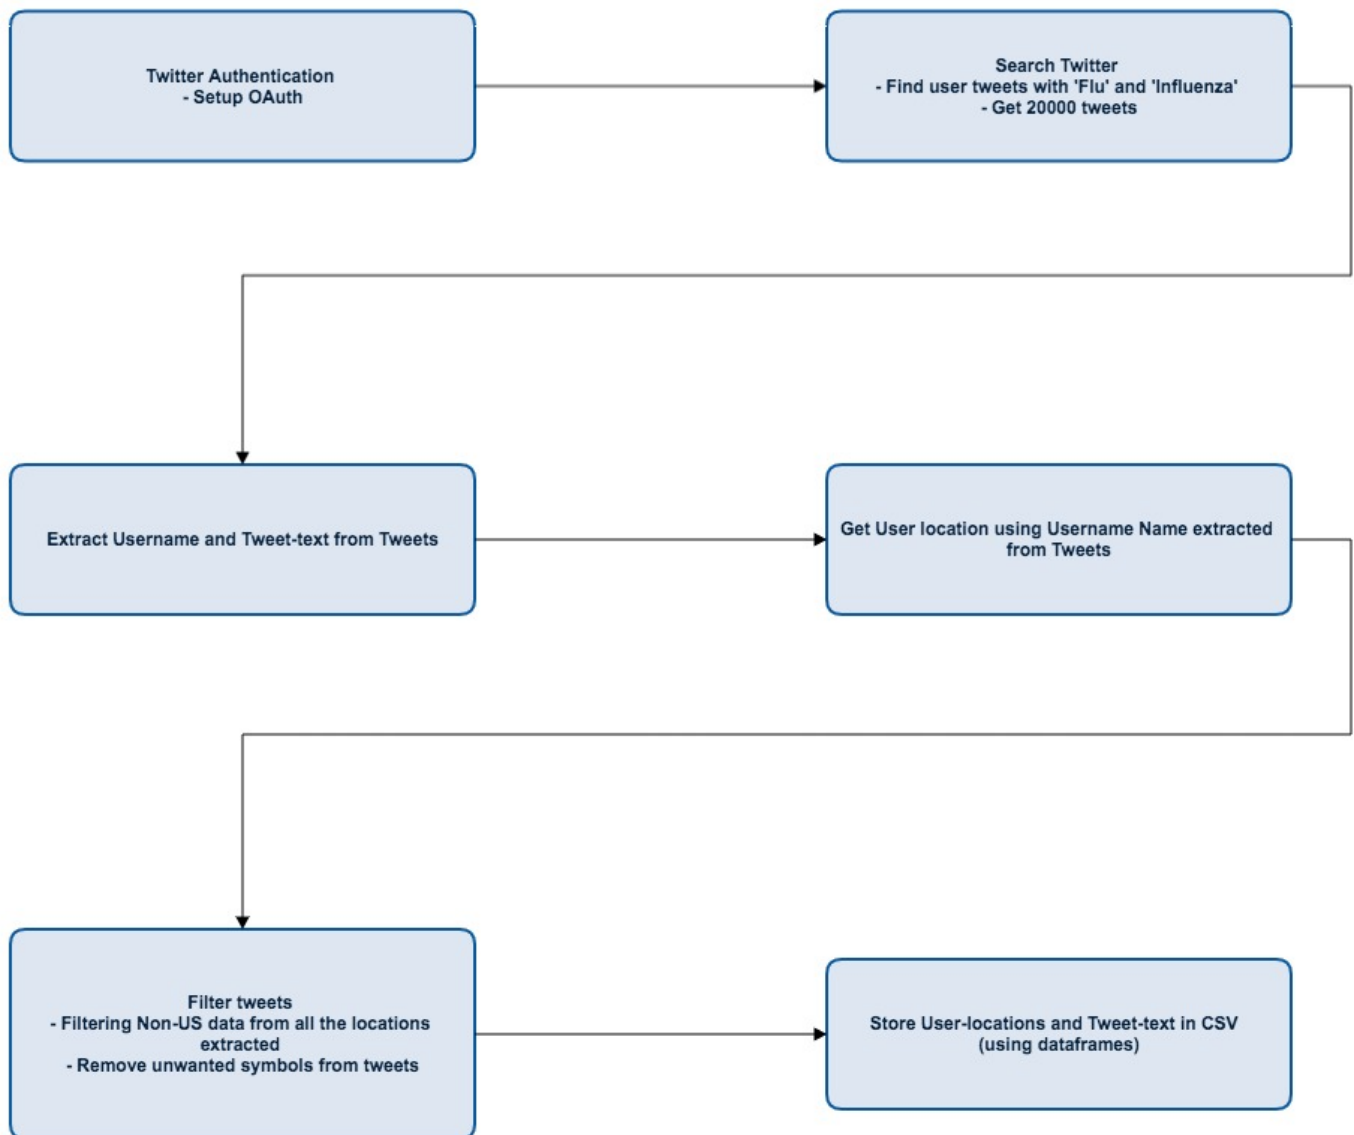 Twitter Authentication
- Setup OAuth
Search Twitter
- Find user tweets with 'Flu' and 'Influenza'
- Get 20000 tweets
Extract Username and Tweet-text from Tweets
Get User location using Username Name extracted
from Tweets
Filter tweets
- Filtering Non-US data from all the locations
extracted
- Remove unwanted symbols from tweets
Store User-locations and Tweet-text in CSV
(using dataframes)